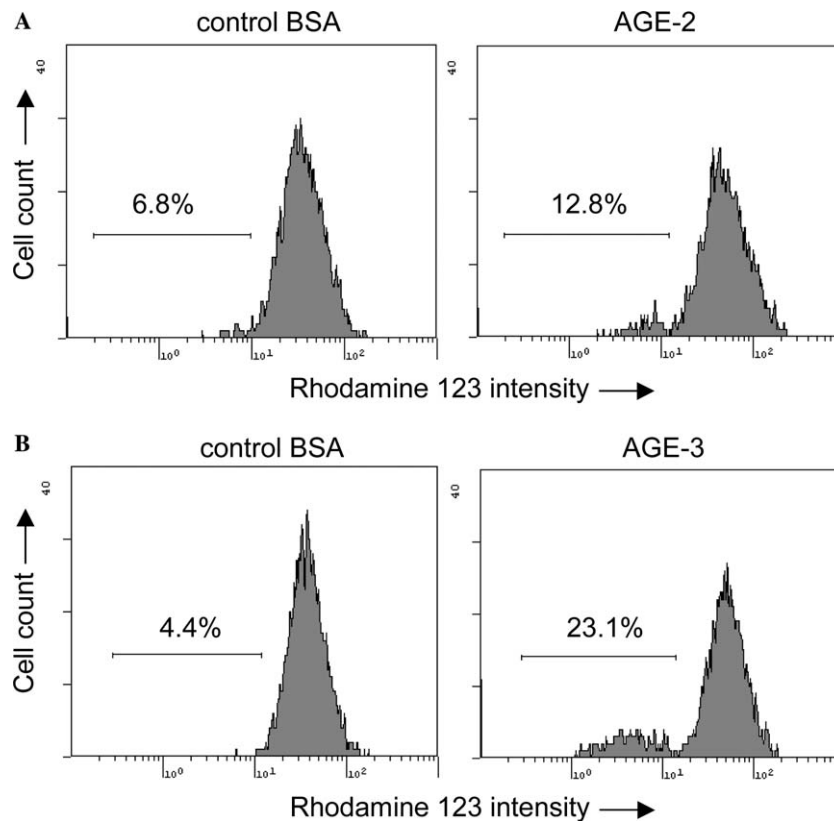 A
control BSA
AGE-2
40
40
Cell count
6.8%
12.8%
10⁰ 10¹ 10²
10⁰ 10¹ 10²
Rhodamine 123 intensity
B
control BSA
AGE-3
40
40
Cell count
4.4%
23.1%
10⁰ 10¹ 10²
10⁰ 10¹ 10²
Rhodamine 123 intensity